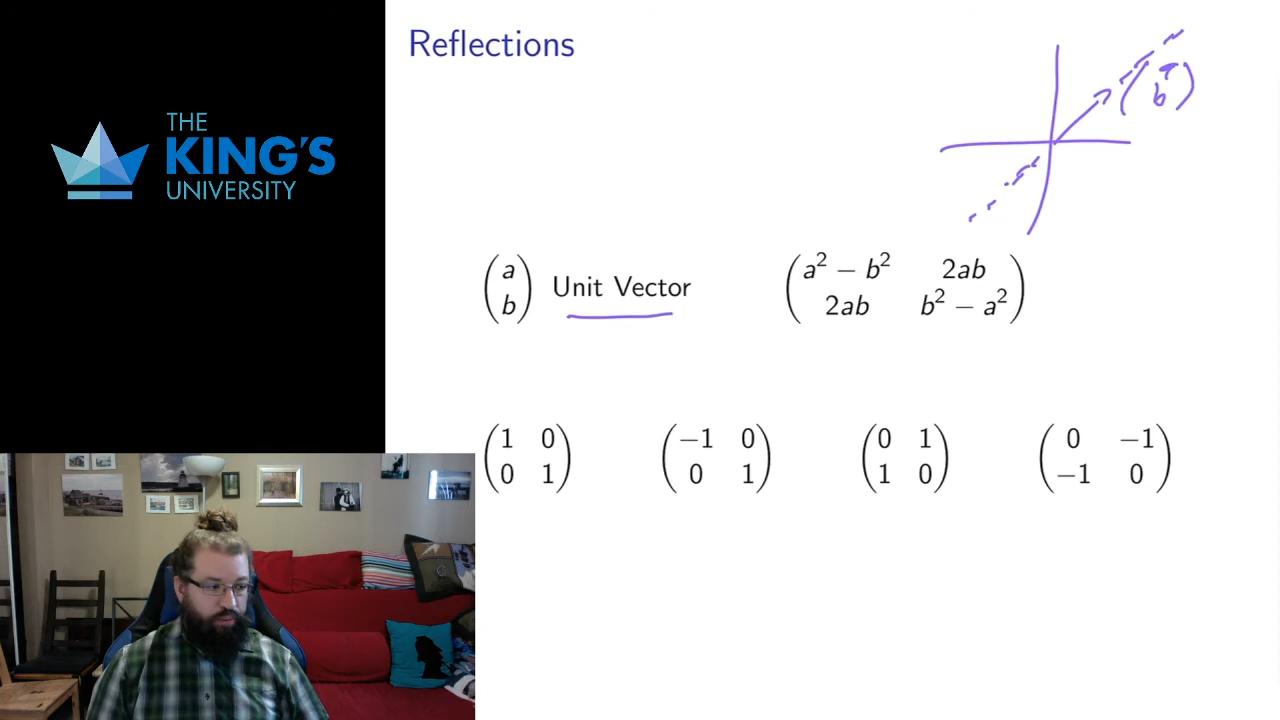 THE
KING'S
UNIVERSITY
Reflections
(a
b)
(a
b) Unit Vector
(a² − b² 2ab
2ab b² − a²)
(1 0
0 1)
(−1 0
0 1)
(0 1
1 0)
(0 −1
−1 0)